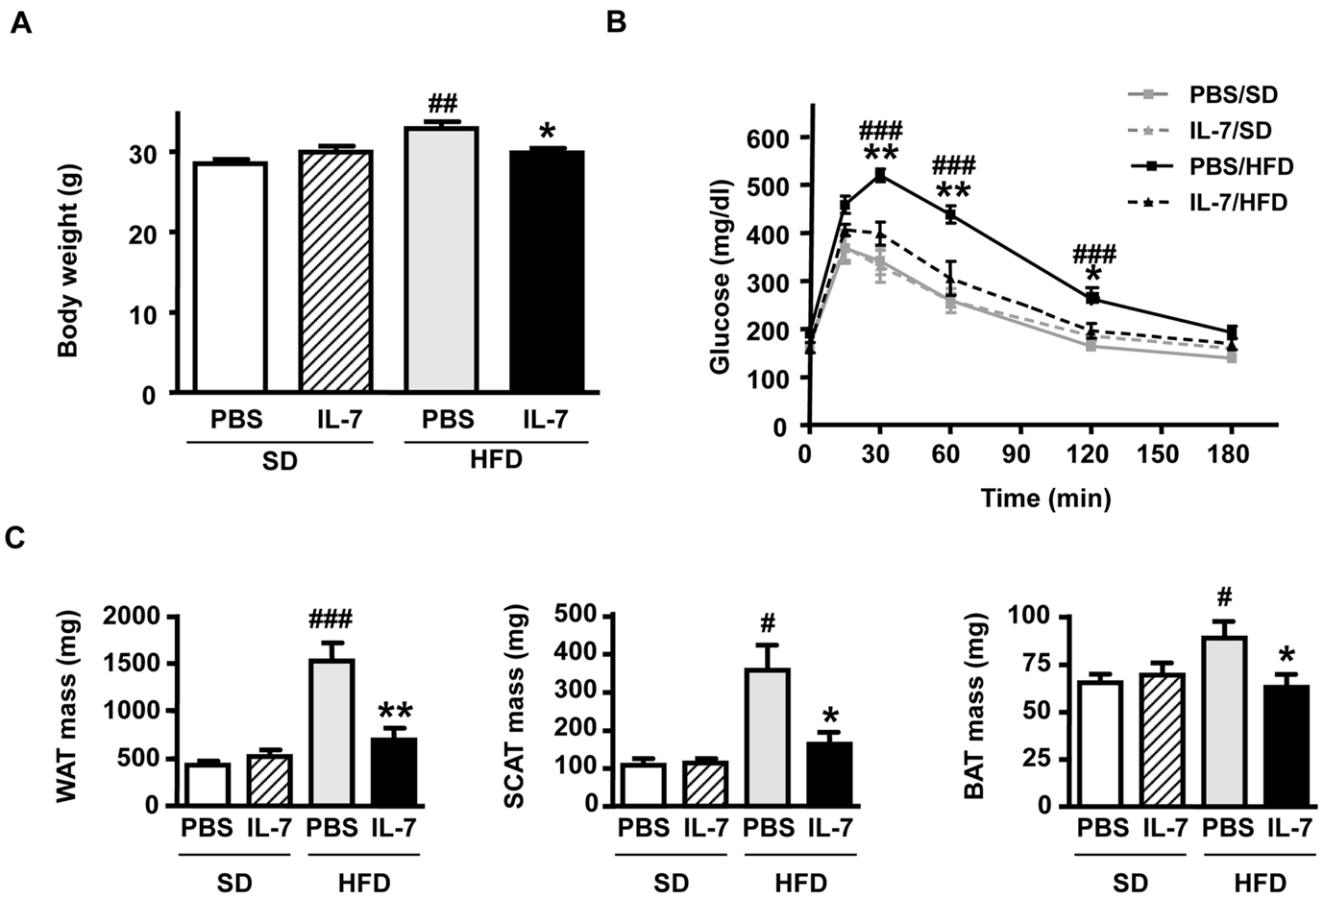 A
B
##
*
30
20
10
0
Body weight (g)
PBS IL-7 PBS IL-7
SD HFD
PBS/SD
IL-7/SD
PBS/HFD
IL-7/HFD
###
**
###
**
###
*
600
500
400
300
200
100
0
Glucose (mg/dl)
0 30 60 90 120 150 180
Time (min)
C
2000
1500
1000
500
0
WAT mass (mg)
###
**
PBS IL-7 PBS IL-7
SD HFD
500
400
300
200
100
0
SCAT mass (mg)
#
*
PBS IL-7 PBS IL-7
SD HFD
100
75
50
25
0
BAT mass (mg)
#
*
PBS IL-7 PBS IL-7
SD HFD